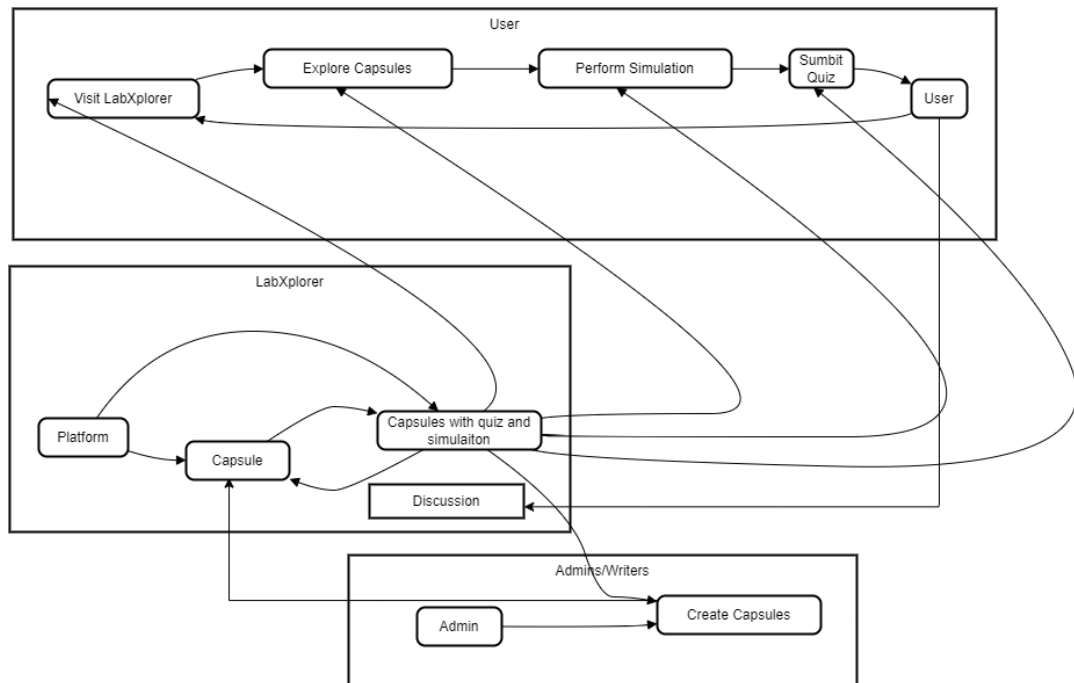 User
Explore Capsules
Perform Simulation
Sumbit
Quiz
Visit LabXplorer
User
LabXplorer
Platform
Capsules with quiz and
simulaiton
Capsule
Discussion
Admins/Writers
Admin
Create Capsules